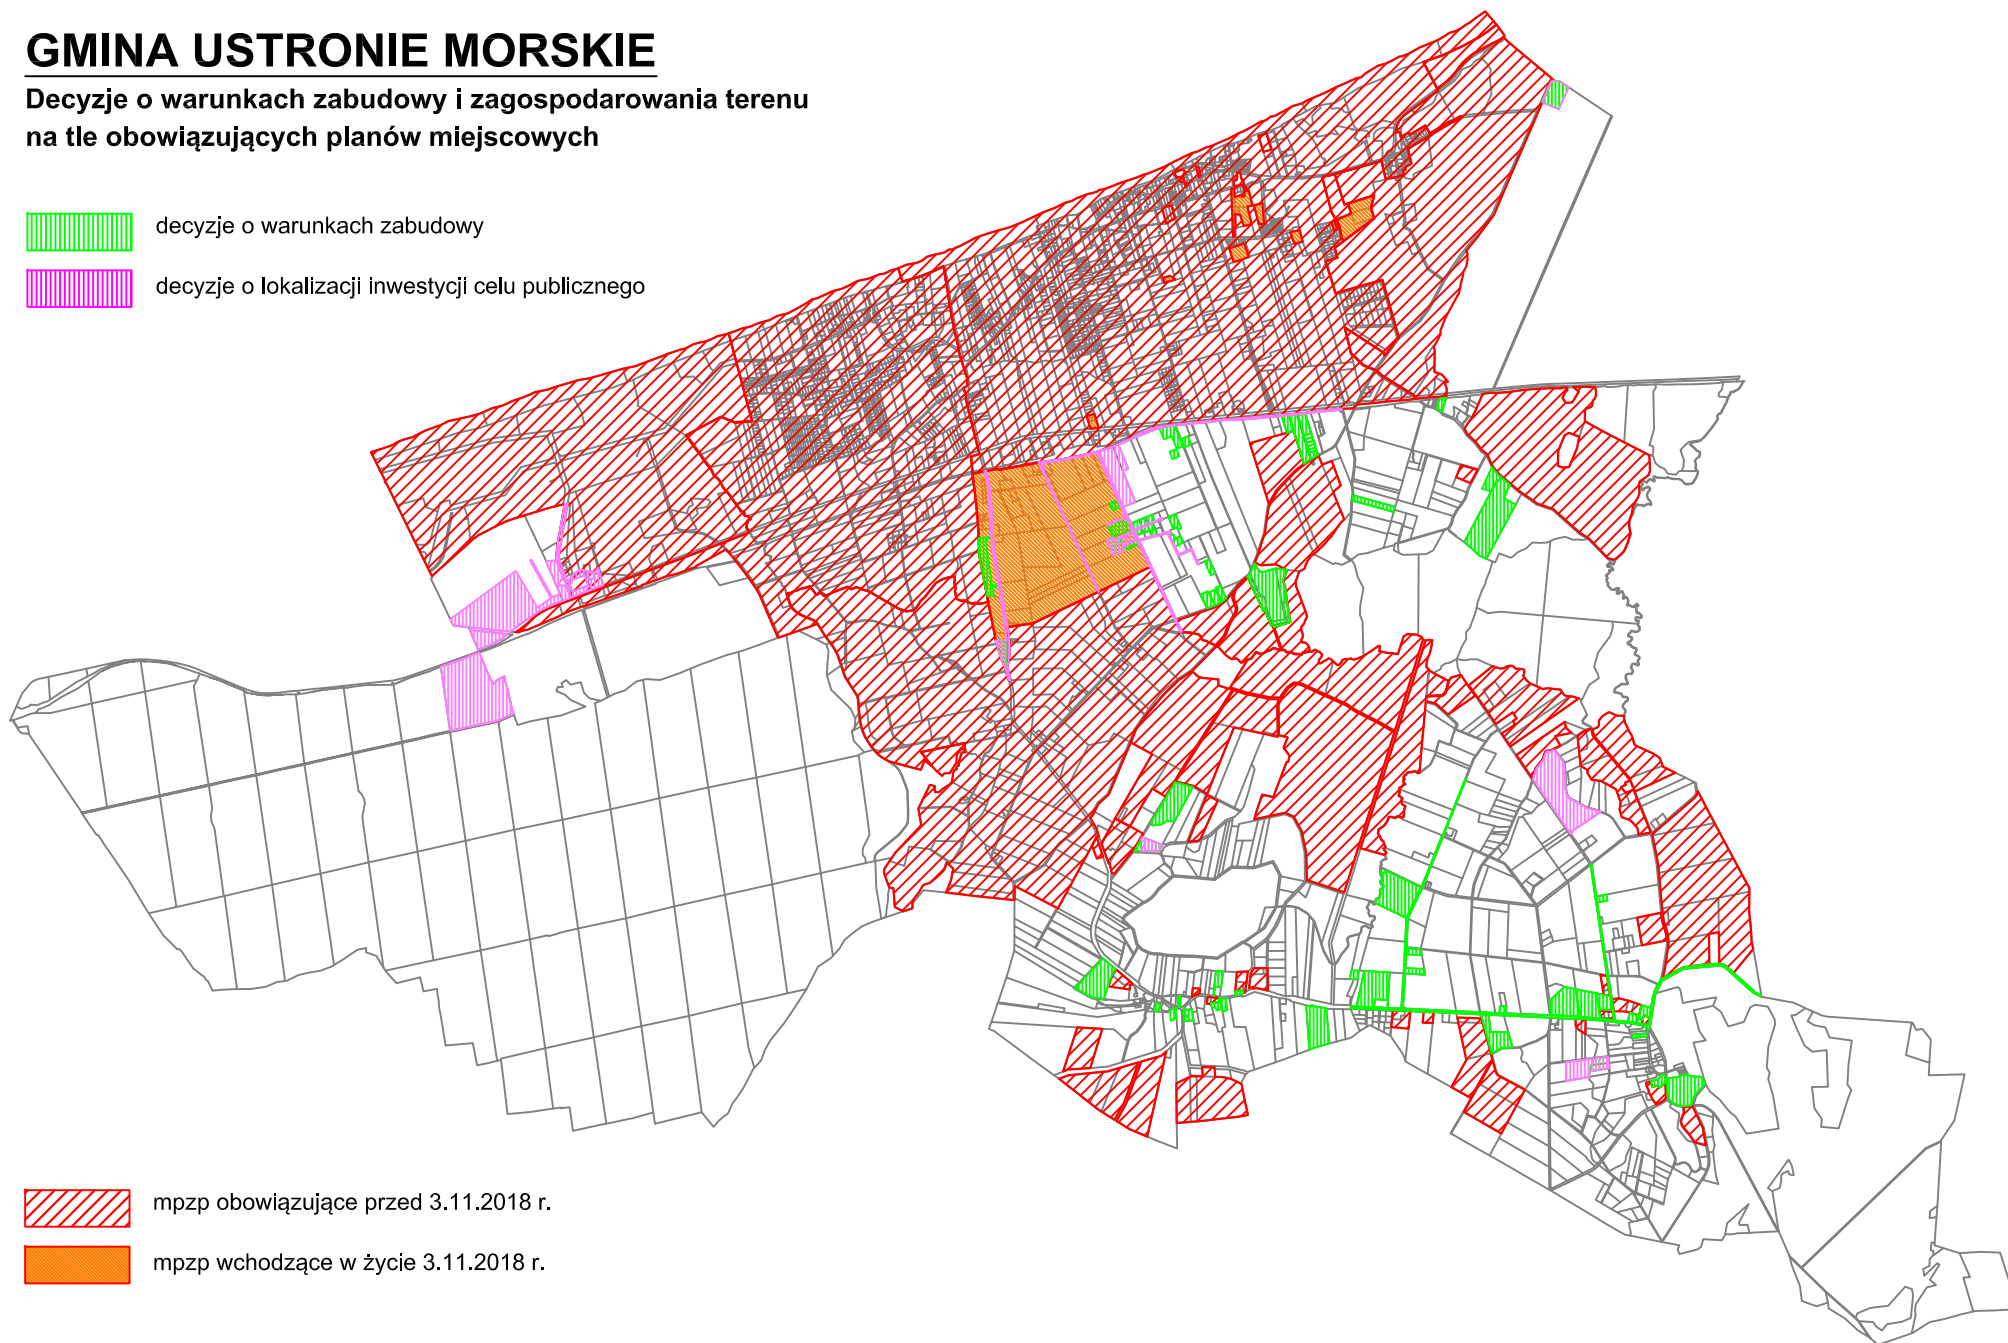 GMINA USTRONIE MORSKIE
Decyzje o warunkach zabudowy i zagospodarowania terenu
na tle obowiązujących planów miejscowych
decyzje o warunkach zabudowy
decyzje o lokalizacji inwestycji celu publicznego
mpzp obowiązujące przed 3.11.2018 r.
mpzp wchodzące w życie 3.11.2018 r.